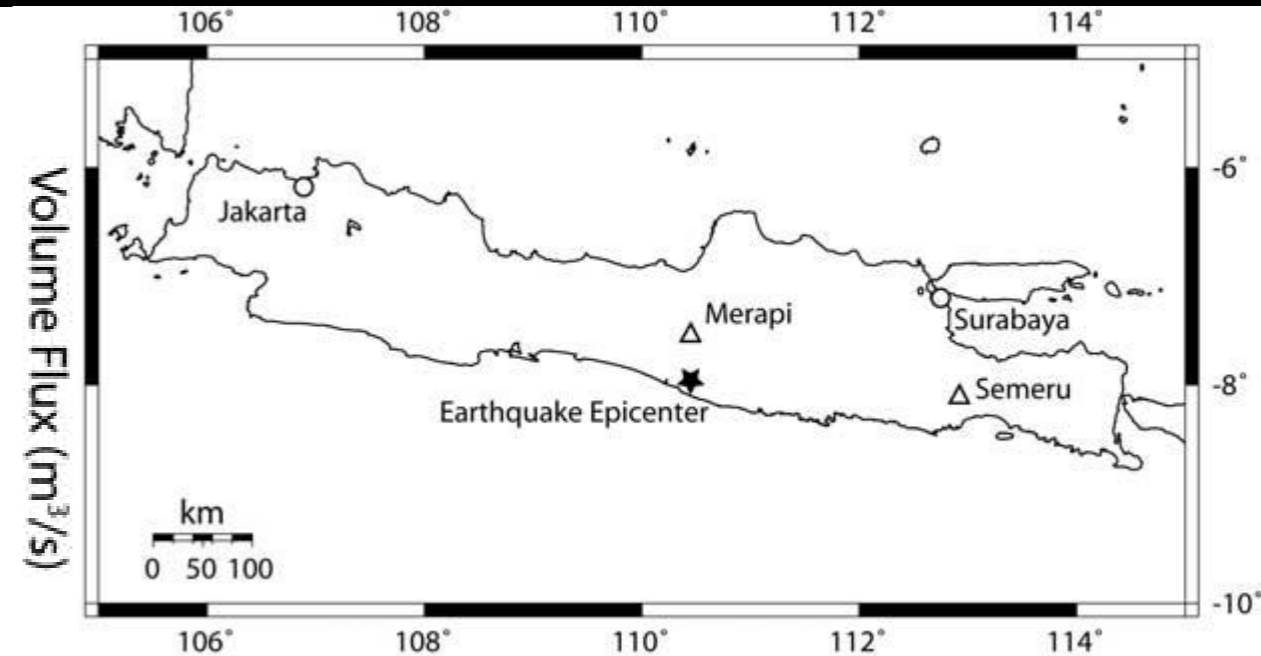 106° 108° 110° 112° 114°
-6°
Jakarta
Merapi
Surabaya
-8°
Semeru
Earthquake Epicenter
km
0 50 100
-10°
106° 108° 110° 112° 114°
Volume Flux (m³/s)